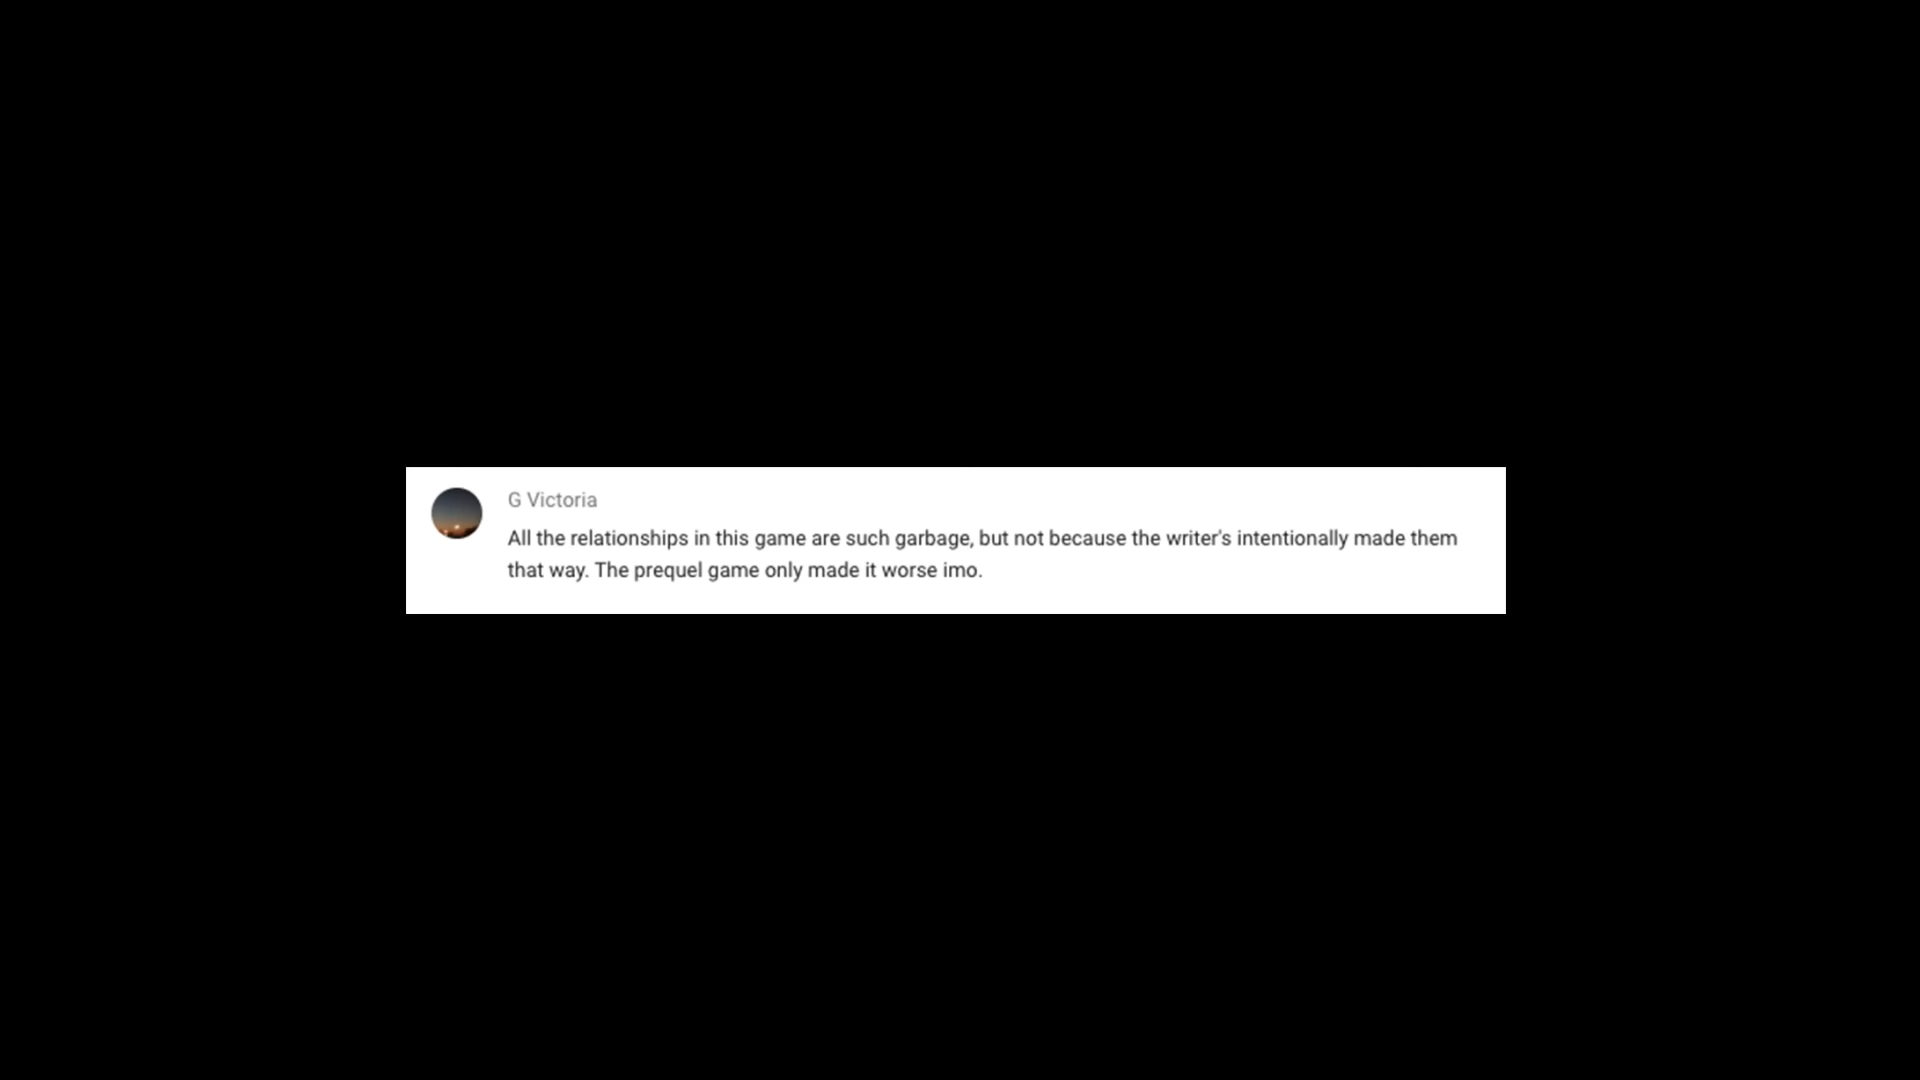 G Victoria
All the relationships in this game are such garbage, but not because the writer's intentionally made them
that way. The prequel game only made it worse imo.